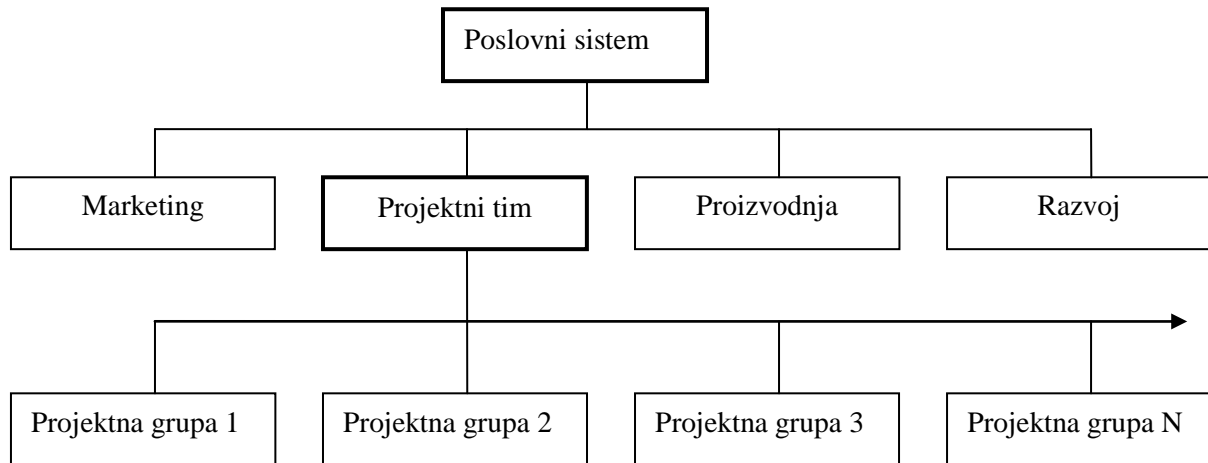 Poslovni sistem
Marketing
Projektni tim
Proizvodnja
Razvoj
Projektna grupa 1
Projektna grupa 2
Projektna grupa 3
Projektna grupa N